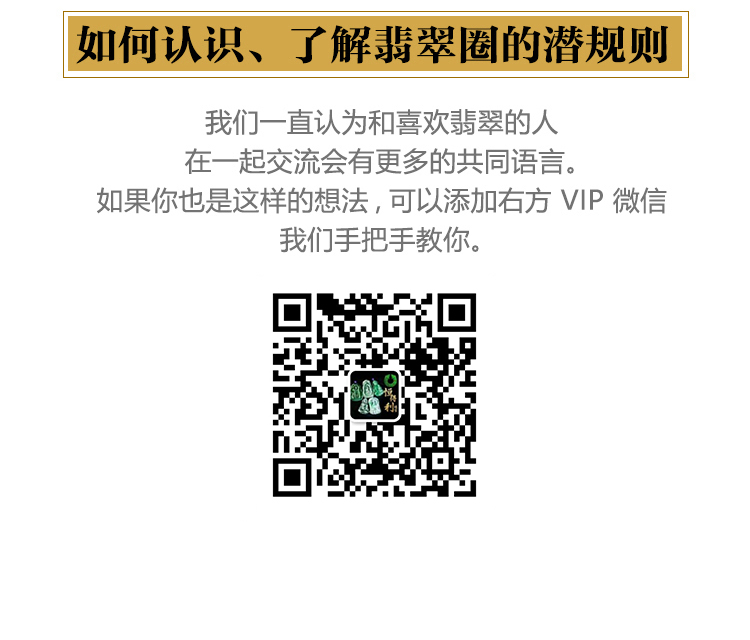 如何认识、了解翡翠圈的潜规则
我们一直认为和喜欢翡翠的人
在一起交流会有更多的共同语言。
如果你也是这样的想法,可以添加右方 VIP 微信
我们手把手教你。